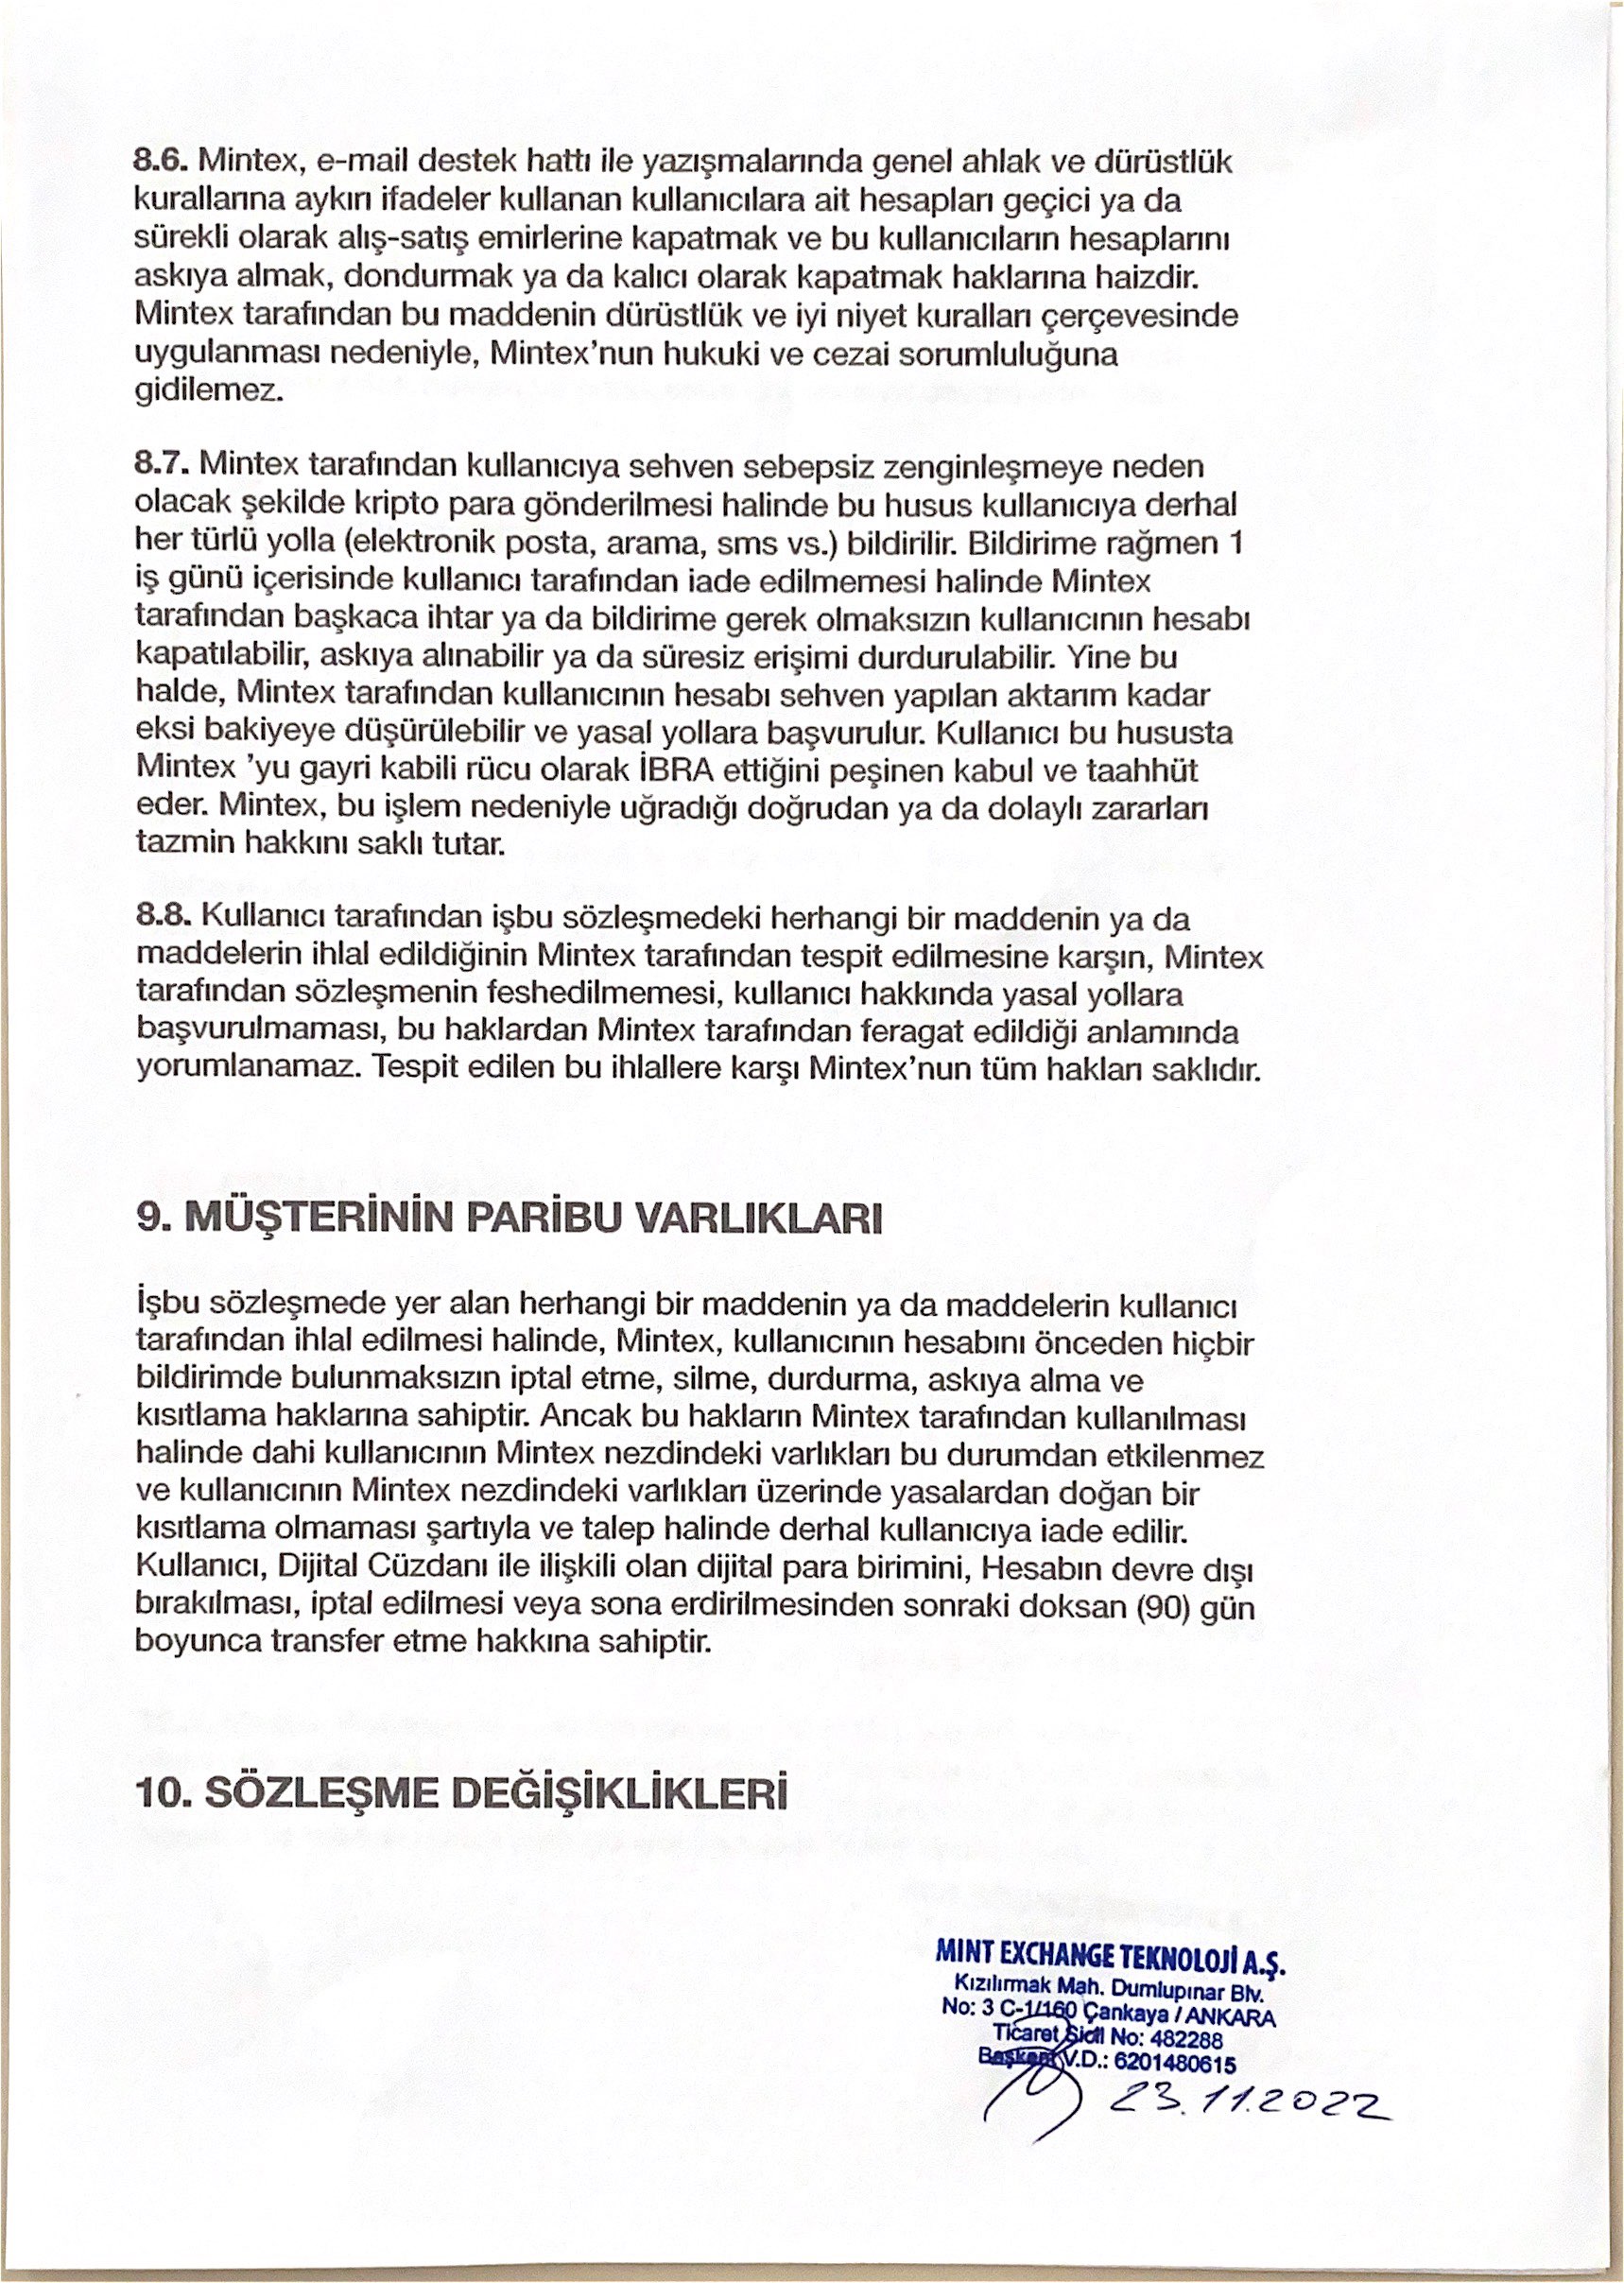 8.6. Mintex, e-mail destek hattı ile yazışmalarında genel ahlak ve dürüstlük
kurallarına aykırı ifadeler kullanan kullanıcılara ait hesapları geçici ya da
sürekli olarak alış-satış emirlerine kapatmak ve bu kullanıcıların hesaplarını
askıya almak, dondurmak ya da kalıcı olarak kapatmak haklarına haizdir.
Mintex tarafından bu maddenin dürüstlük ve iyi niyet kuralları çerçevesinde
uygulanması nedeniyle, Mintex'nun hukuki ve cezai sorumluluğuna
gidilemez.
8.7. Mintex tarafından kullanıcıya sehven sebepsiz zenginleşmeye neden
olacak şekilde kripto para gönderilmesi halinde bu husus kullanıcıya derhal
her türlü yolla (elektronik posta, arama, sms vs.) bildirilir. Bildirime rağmen 1
iş günü içerisinde kullanıcı tarafından iade edilmemesi halinde Mintex
tarafından başkaca ihtar ya da bildirime gerek olmaksızın kullanıcının hesabı
kapatılabilir, askıya alınabilir ya da süresiz erişimi durdurulabilir. Yine bu
halde, Mintex tarafından kullanıcının hesabı sehven yapılan aktarım kadar
eksi bakiyeye düşürülebilir ve yasal yollara başvurulur. Kullanıcı bu hususta
Mintex 'yu gayri kabili rücu olarak İBRA ettiğini peşinen kabul ve taahhüt
eder. Mintex, bu işlem nedeniyle uğradığı doğrudan ya da dolaylı zararları
tazmin hakkını saklı tutar.
8.8. Kullanıcı tarafından işbu sözleşmedeki herhangi bir maddenin ya da
maddelerin ihlal edildiğinin Mintex tarafından tespit edilmesine karşın, Mintex
tarafından sözleşmenin feshedilmemesi, kullanıcı hakkında yasal yollara
başvurulmaması, bu haklardan Mintex tarafından feragat edildiği anlamında
yorumlanamaz. Tespit edilen bu ihlallere karşı Mintex'nun tüm hakları saklıdır.
9. MÜŞTERİNİN PARİBU VARLIKLARI
İşbu sözleşmede yer alan herhangi bir maddenin ya da maddelerin kullanıcı
tarafından ihlal edilmesi halinde, Mintex, kullanıcının hesabını önceden hiçbir
bildirimde bulunmaksızın iptal etme, silme, durdurma, askıya alma ve
kısıtlama haklarına sahiptir. Ancak bu hakların Mintex tarafından kullanılması
halinde dahi kullanıcının Mintex nezdindeki varlıkları bu durumdan etkilenmez
ve kullanıcının Mintex nezdindeki varlıkları üzerinde yasalardan doğan bir
kısıtlama olmaması şartıyla ve talep halinde derhal kullanıcıya iade edilir.
Kullanıcı, Dijital Cüzdanı ile ilişkili olan dijital para birimini, Hesabın devre dışı
bırakılması, iptal edilmesi veya sona erdirilmesinden sonraki doksan (90) gün
boyunca transfer etme hakkına sahiptir.
10. SÖZLEŞME DEĞİŞİKLİKLERİ
MINT EXCHANGE TEKNOLOJİ A.Ş.
Kızılırmak Mah. Dumlupınar Blv.
No: 3 C-1/160 Çankaya / ANKARA
Ticaret Sicil No: 482288
Başkent V.D.: 6201480615
23.11.2022